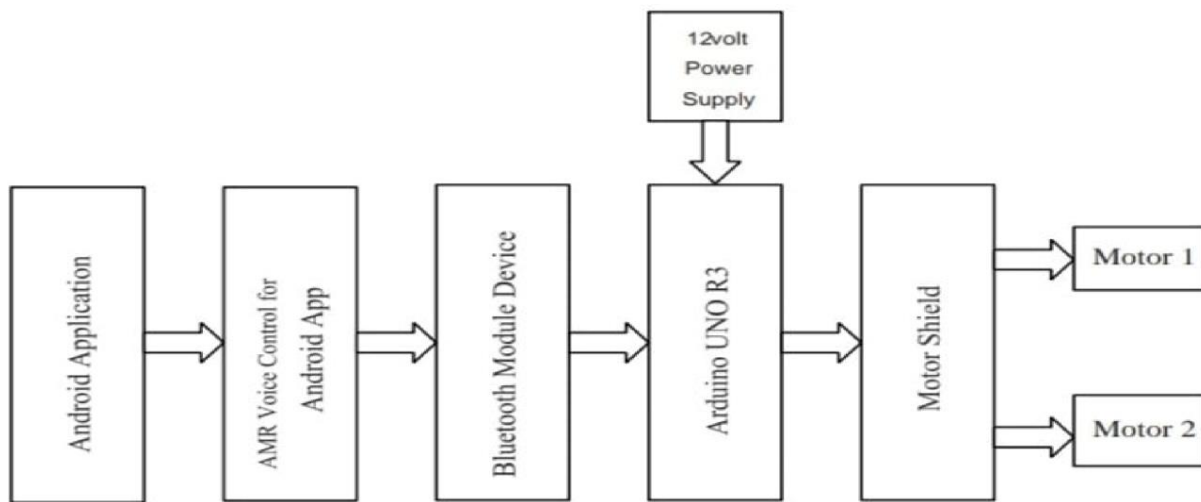 12volt
Power
Supply
Android Application
AMR Voice Control for
Android App
Bluetooth Module Device
Arduino UNO R3
Motor Shield
Motor 1
Motor 2